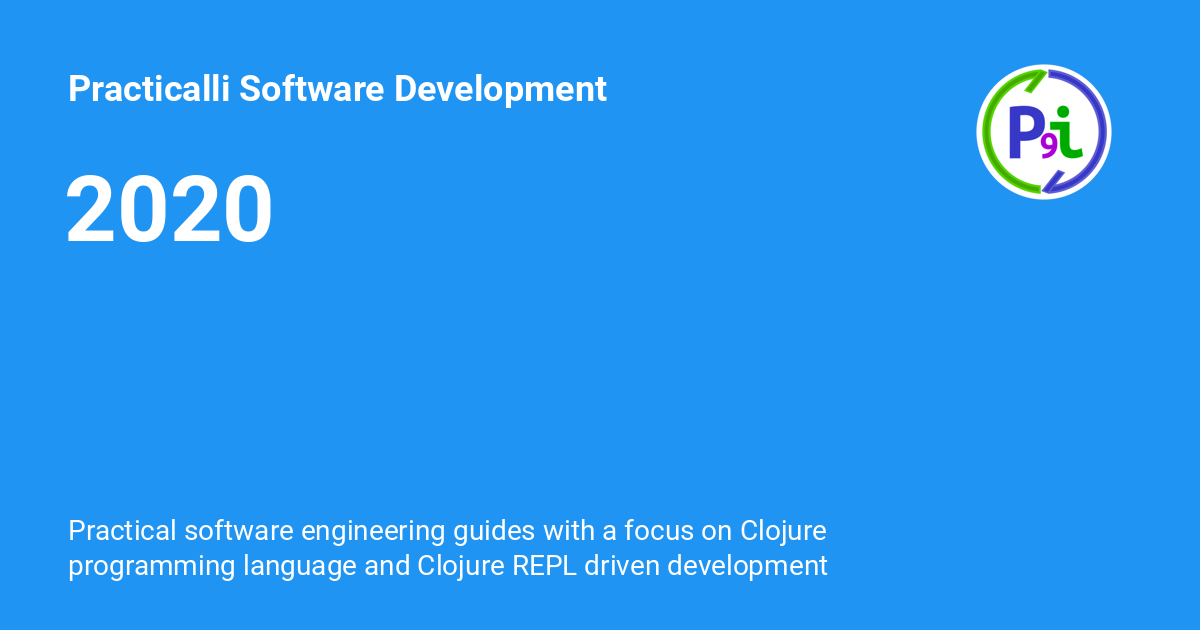 Practicalli Software Development
P9i
2020
Practical software engineering guides with a focus on Clojure
programming language and Clojure REPL driven development